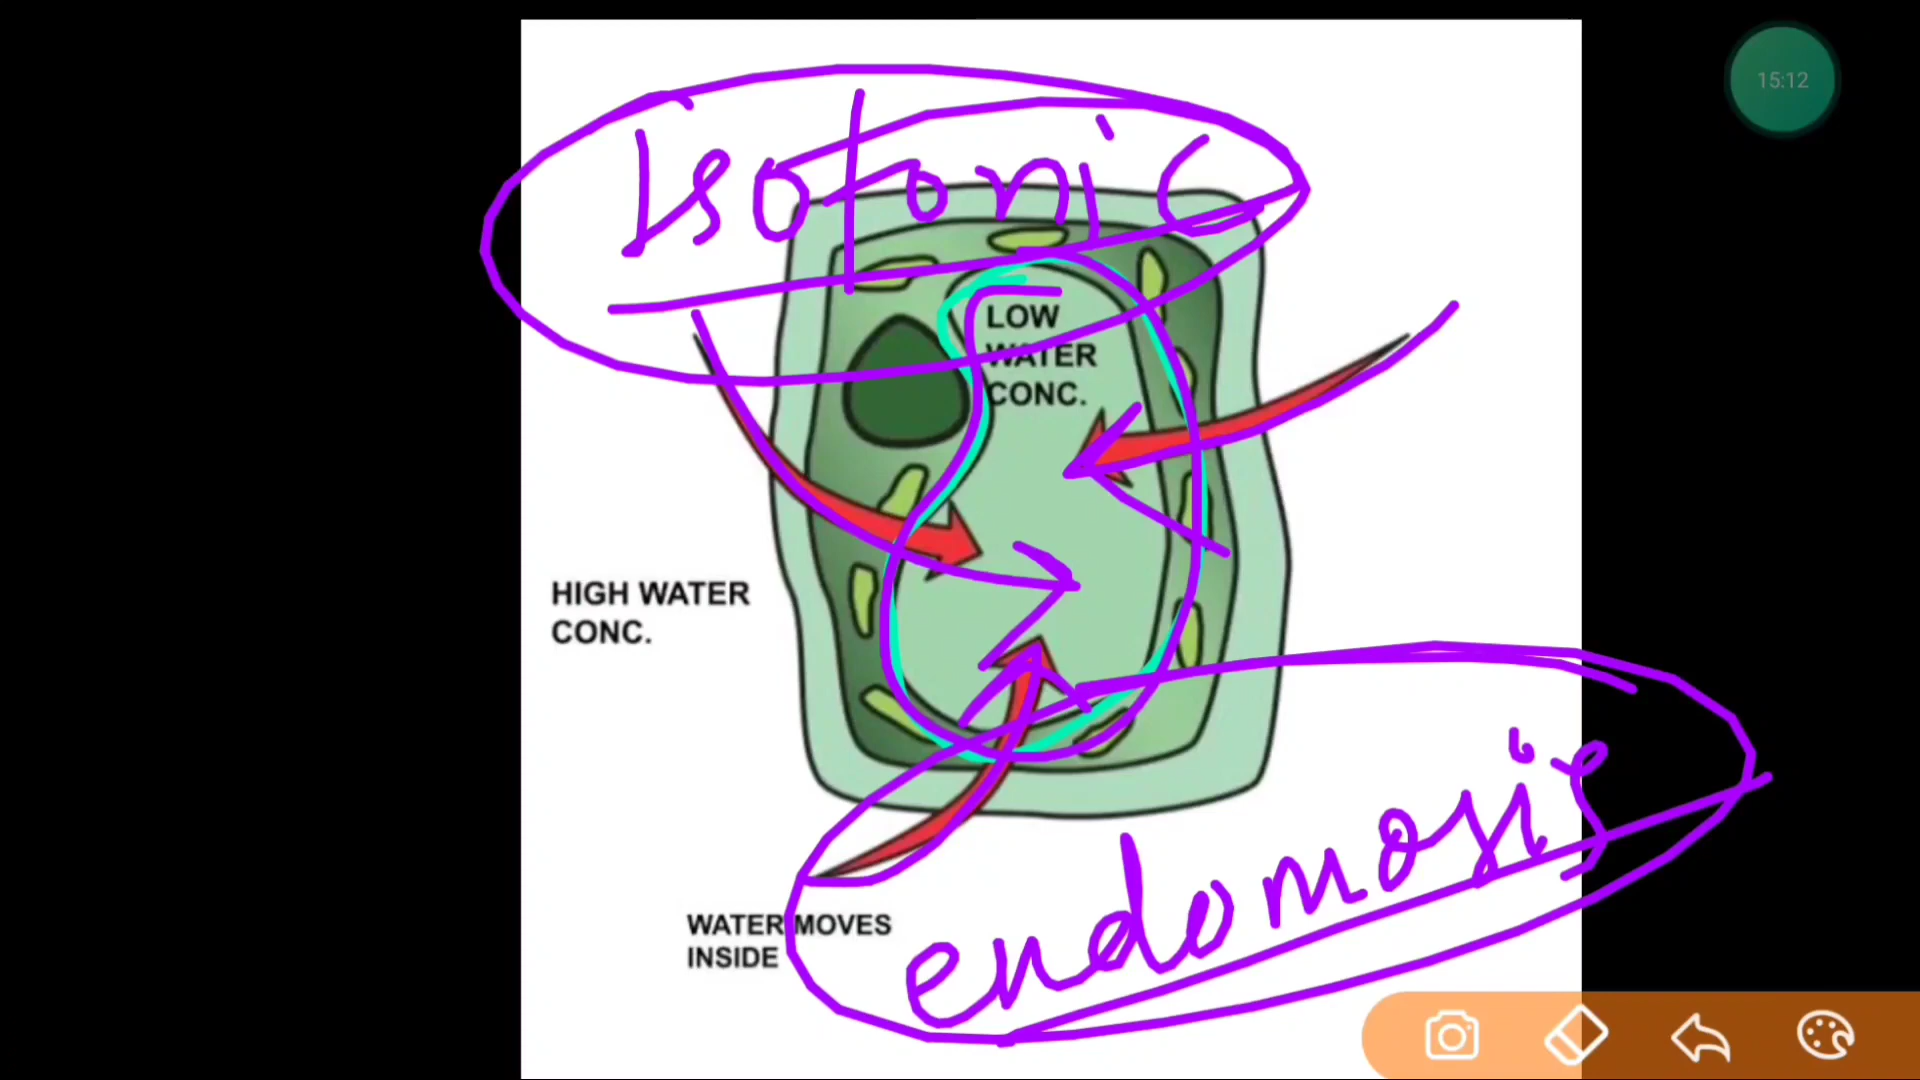 15:12
Isotonic
LOW
WATER
CONC.
HIGH WATER
CONC.
WATER MOVES
INSIDE
endomosis